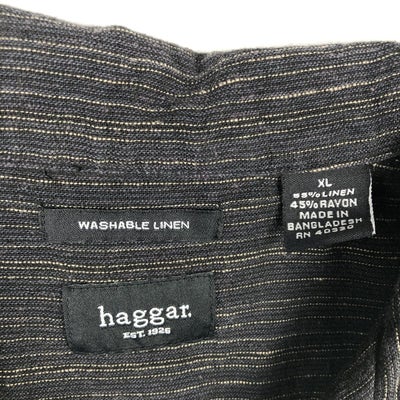 XL
55% LINEN
45% RAYON
MADE IN
BANGLADESH
RN 40330
WASHABLE LINEN
haggar.
EST. 1926